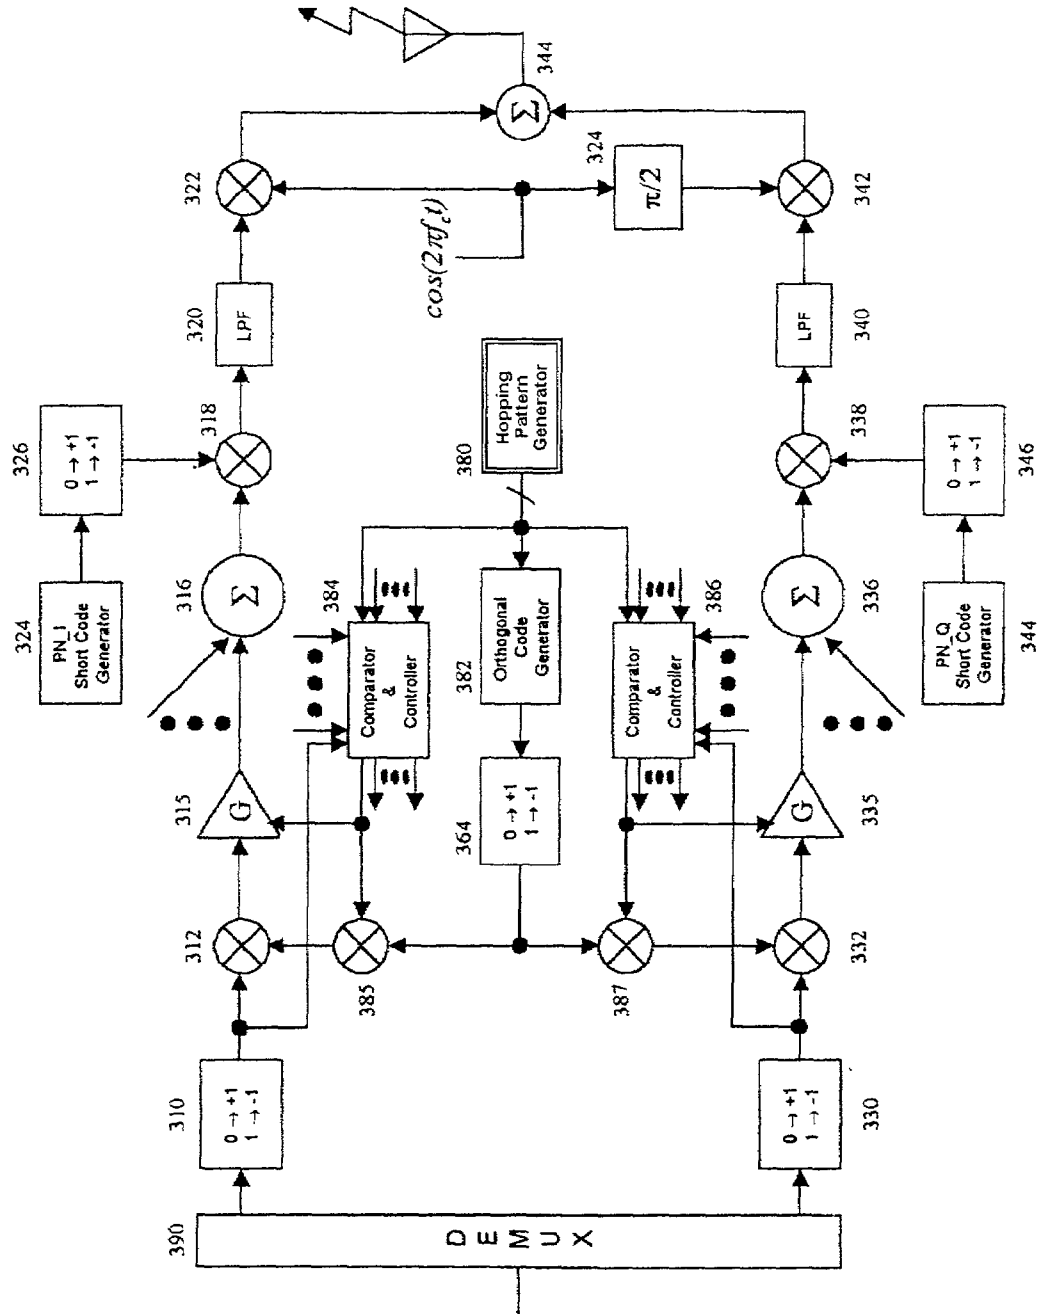 390
D E M U X
310
0 → +1
1 → -1
312
315
G
324
PN_I
Short Code
Generator
326
0 → +1
1 → -1
316
Σ
318
320
LPF
322
344
Σ
384
Comparator
&
Controller
385
364
0 → +1
1 → -1
382
Orthogonal
Code
Generator
380
Hopping
Pattern
Generator
cos(2πf_c t)
324
π/2
387
386
Comparator
&
Controller
330
0 → +1
1 → -1
332
335
G
336
Σ
338
340
LPF
342
344
PN_Q
Short Code
Generator
346
0 → +1
1 → -1